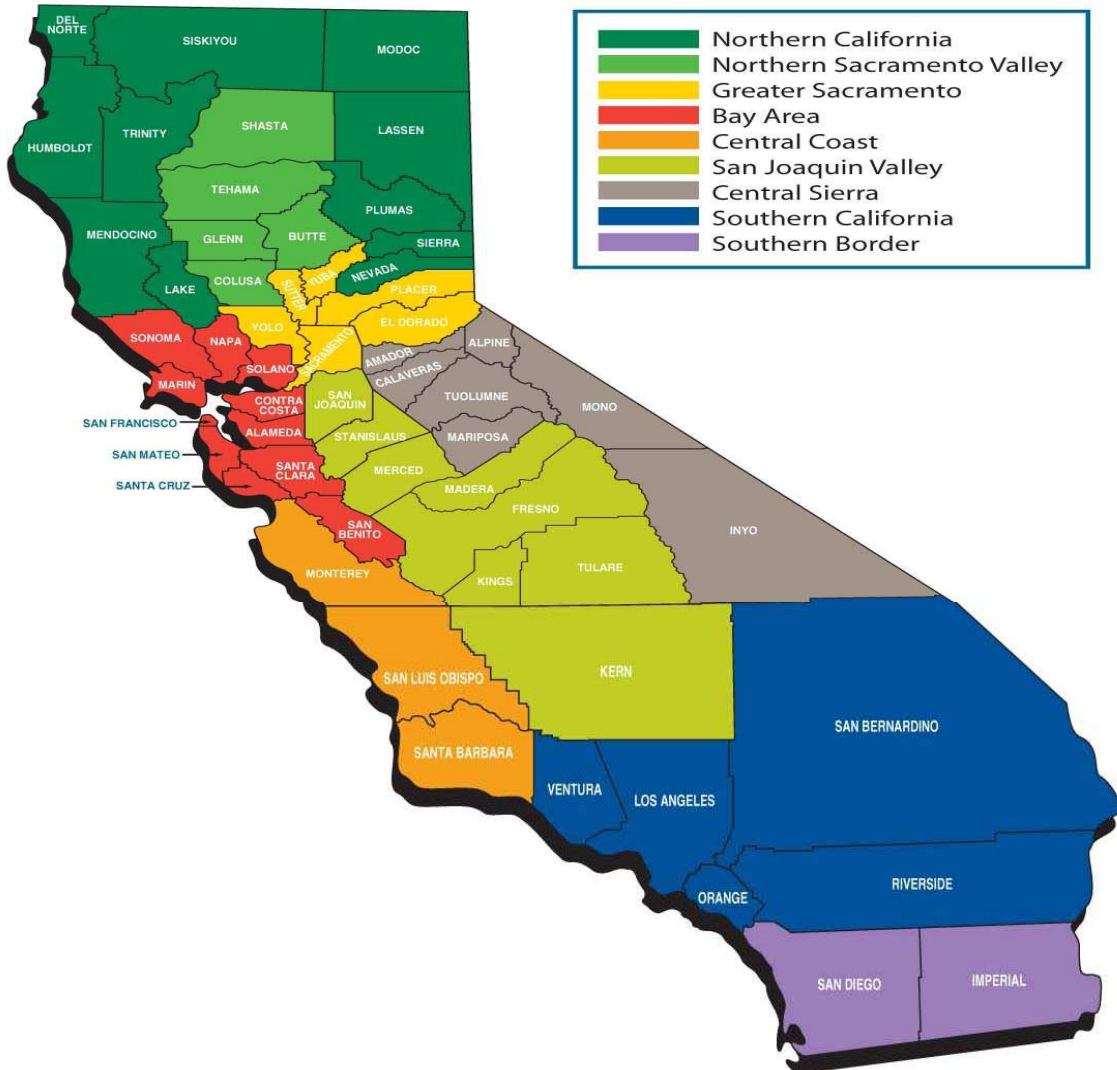 DEL
NORTE
SISKIYOU
MODOC
Northern California
Northern Sacramento Valley
Greater Sacramento
Bay Area
Central Coast
San Joaquin Valley
Central Sierra
Southern California
Southern Border
HUMBOLDT
TRINITY
SHASTA
LASSEN
TEHAMA
PLUMAS
MENDOCINO
GLENN
BUTTE
SIERRA
LAKE
COLUSA
SUTTER
YUBA
NEVADA
PLACER
EL DORADO
YOLO
SACRAMENTO
SONOMA
NAPA
SOLANO
MARIN
AMADOR
ALPINE
CALAVERAS
TUOLUMNE
MONO
MARIPOSA
CONTRA
COSTA
SAN
JOAQUIN
SAN FRANCISCO
ALAMEDA
STANISLAUS
SAN MATEO
SANTA
CLARA
MERCED
SANTA CRUZ
MADERA
FRESNO
SAN
BENITO
INYO
MONTEREY
KINGS
TULARE
SAN LUIS OBISPO
KERN
SAN BERNARDINO
SANTA BARBARA
VENTURA
LOS ANGELES
ORANGE
RIVERSIDE
SAN DIEGO
IMPERIAL